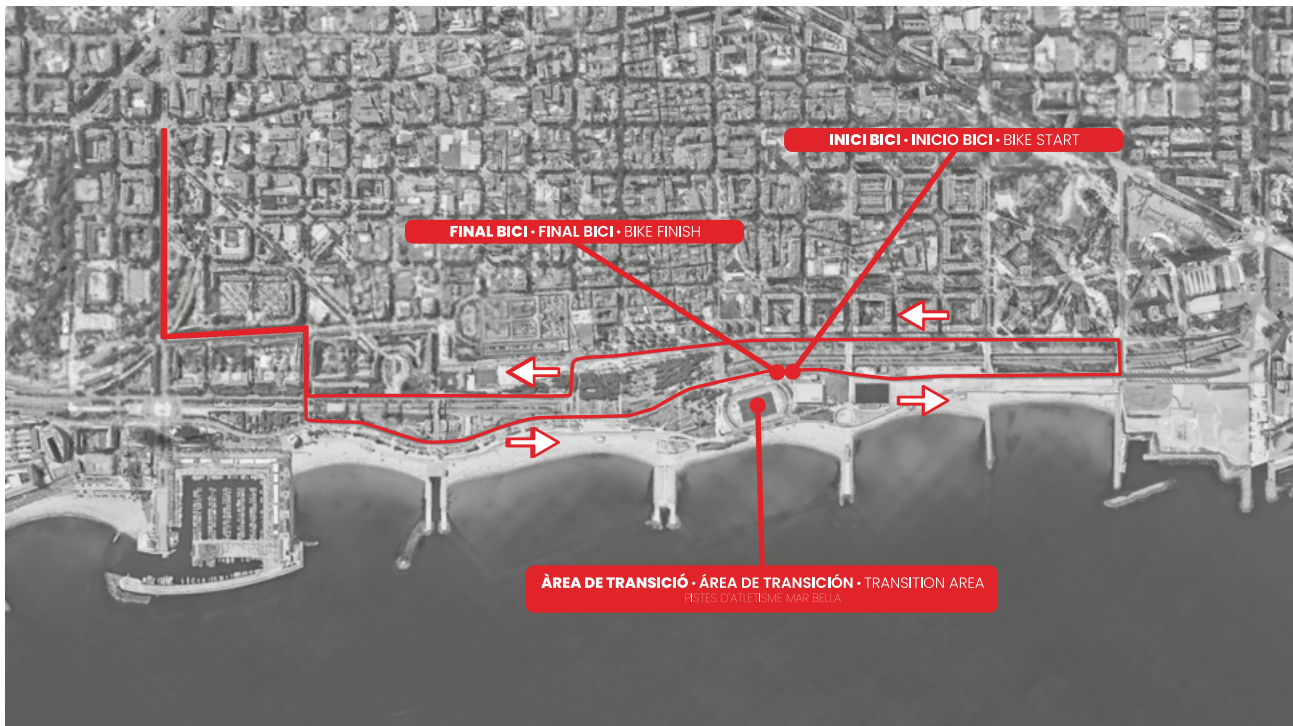 INICI BICI · INICIO BICI · BIKE START
FINAL BICI · FINAL BICI · BIKE FINISH
ÀREA DE TRANSICIÓ · ÁREA DE TRANSICIÓN · TRANSITION AREA
PISTES D'ATLETISME MAR BELLA